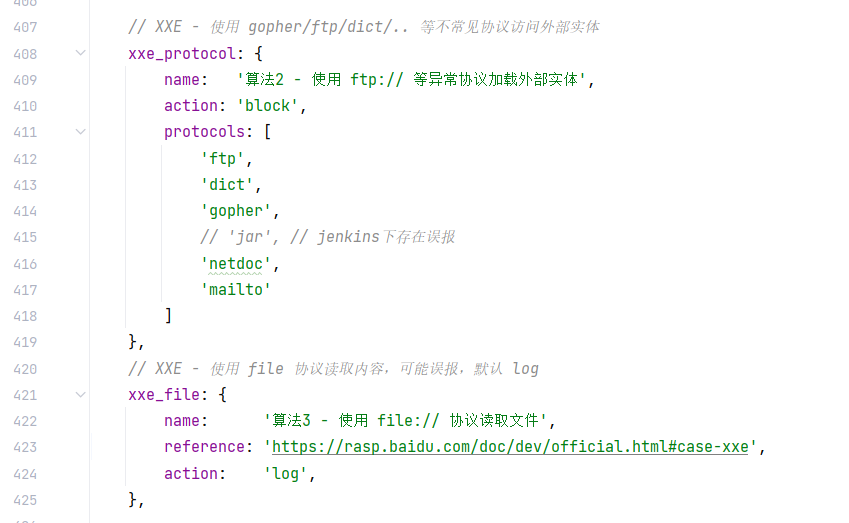 406
407 // XXE - 使用 gopher/ftp/dict/.. 等不常见协议访问外部实体
408 xxe_protocol: {
409 name: '算法2 - 使用 ftp:// 等异常协议加载外部实体',
410 action: 'block',
411 protocols: [
412 'ftp',
413 'dict',
414 'gopher',
415 // 'jar', // jenkins下存在误报
416 'netdoc',
417 'mailto'
418 ]
419 },
420 // XXE - 使用 file 协议读取内容，可能误报，默认 log
421 xxe_file: {
422 name: '算法3 - 使用 file:// 协议读取文件',
423 reference: 'https://rasp.baidu.com/doc/dev/official.html#case-xxe',
424 action: 'log',
425 },